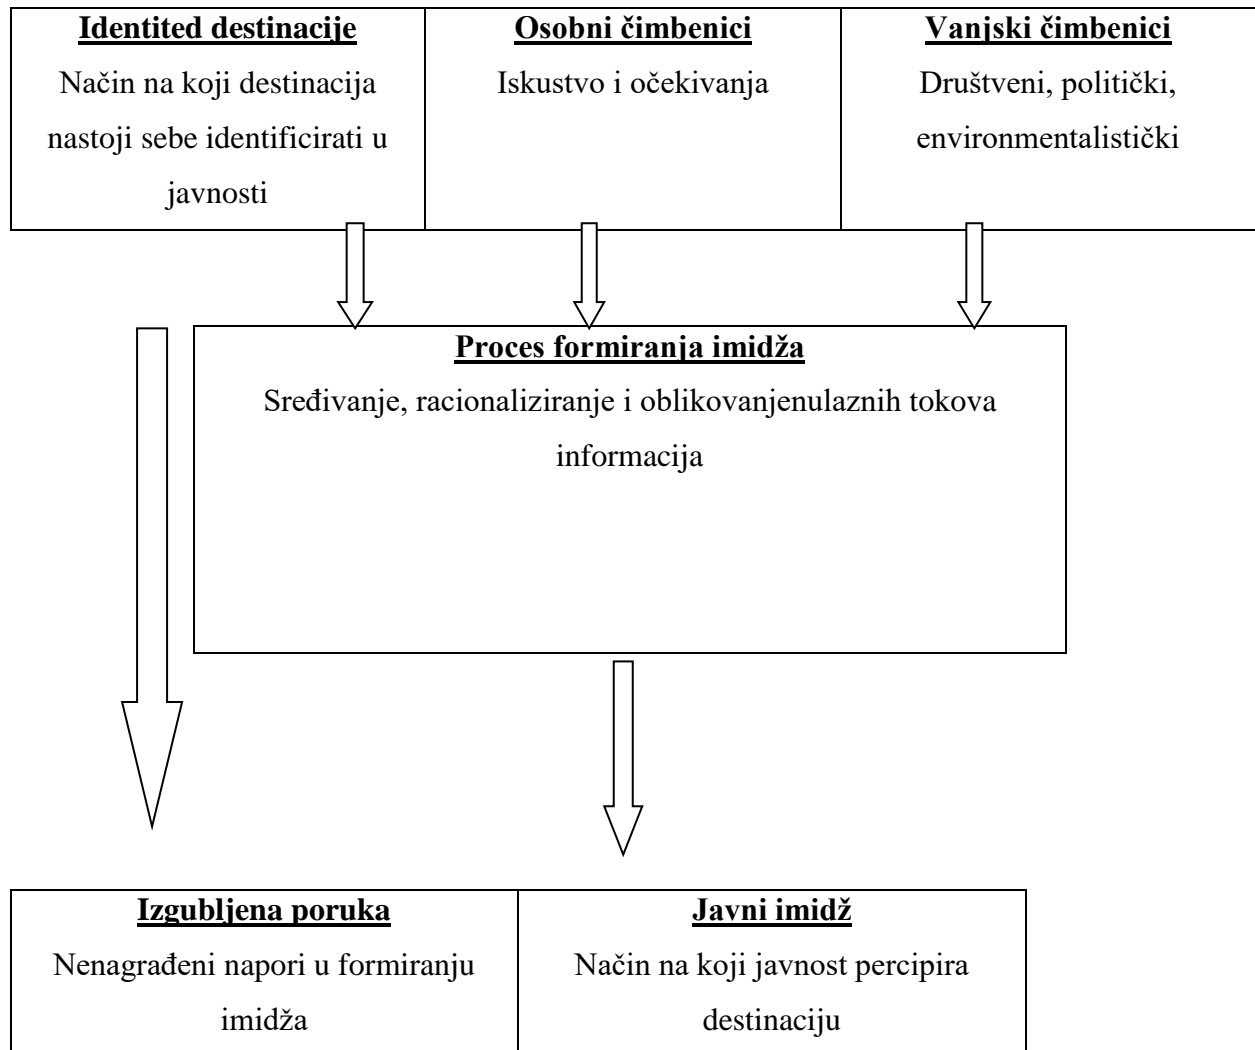 Identited destinacije
Način na koji destinacija
nastoji sebe identificirati u
javnosti
Osobni čimbenici
Iskustvo i očekivanja
Vanjski čimbenici
Društveni, politički,
environmentalistički
Proces formiranja imidža
Sređivanje, racionaliziranje i oblikovanjenulaznih tokova
informacija
Izgubljena poruka
Nenagrađeni napori u formiranju
imidža
Javni imidž
Način na koji javnost percipira
destinaciju